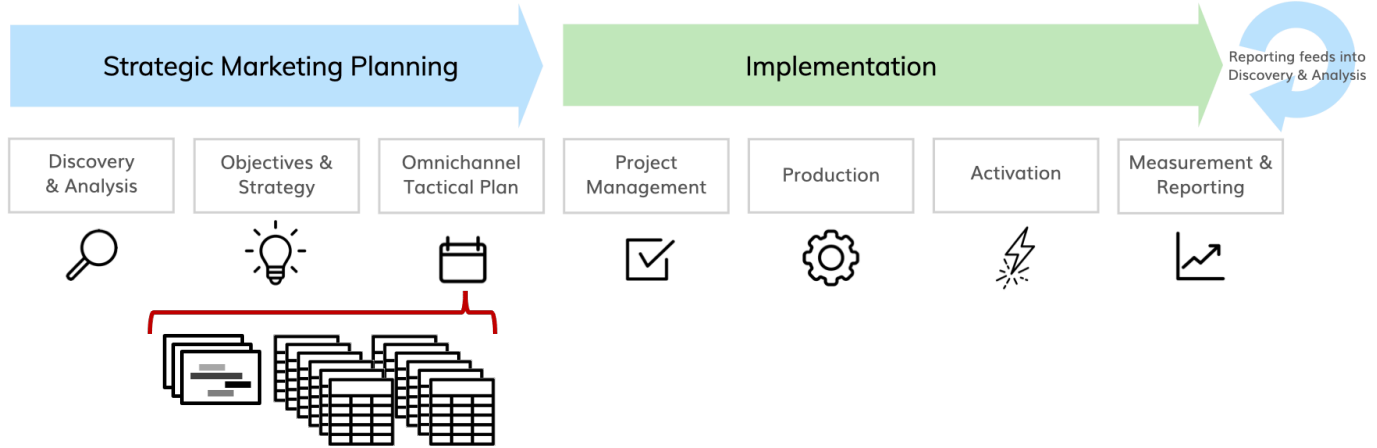 Strategic Marketing Planning
Implementation
Reporting feeds into
Discovery & Analysis
Discovery
& Analysis
Objectives &
Strategy
Omnichannel
Tactical Plan
Project
Management
Production
Activation
Measurement &
Reporting